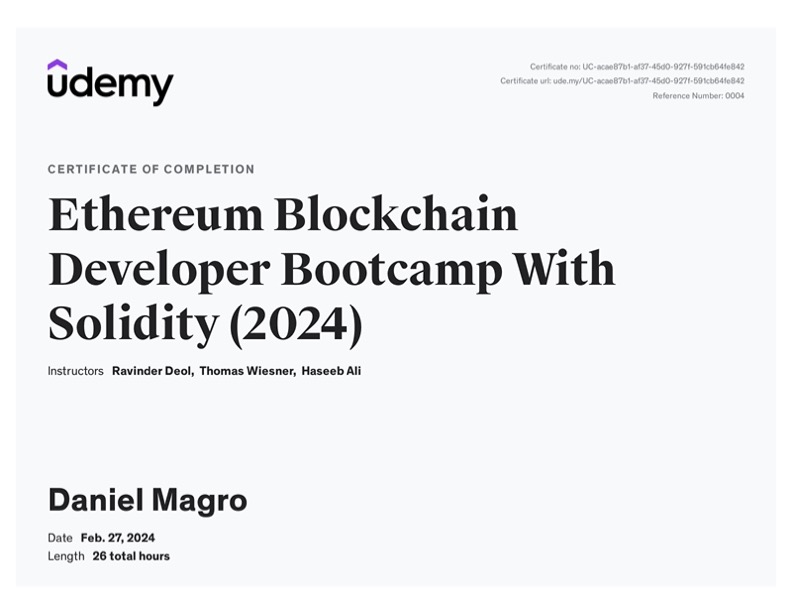 udemy
Certificate no: UC-acae87b1-af37-45d0-927f-591cb64fe842
Certificate url: ude.my/UC-acae87b1-af37-45d0-927f-591cb64fe842
Reference Number: 0004
CERTIFICATE OF COMPLETION
Ethereum Blockchain
Developer Bootcamp With
Solidity (2024)
Instructors Ravinder Deol, Thomas Wiesner, Haseeb Ali
Daniel Magro
Date Feb. 27, 2024
Length 26 total hours